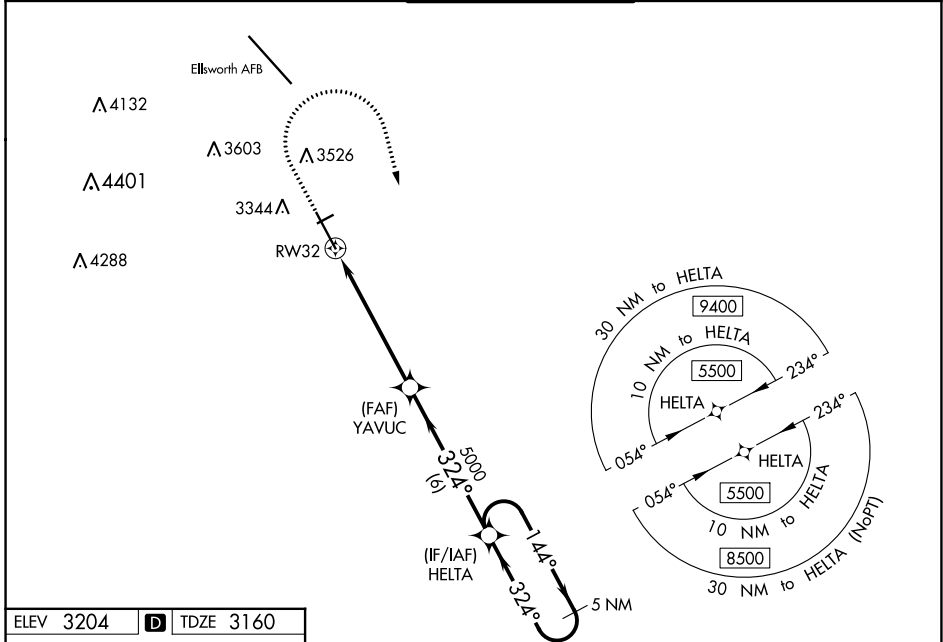 Ellsworth AFB
4132
3603
3526
4401
3344
RW32
4288
30 NM to HELTA
9400
10 NM to HELTA
5500
234°
HELTA
054°
(FAF)
YAVUC
5000
324°
(6)
234°
HELTA
054°
5500
10 NM to HELTA
8500
30 NM to HELTA (NoPT)
(IF/IAF)
HELTA
144°
324°
5 NM
ELEV 3204 D TDZE 3160